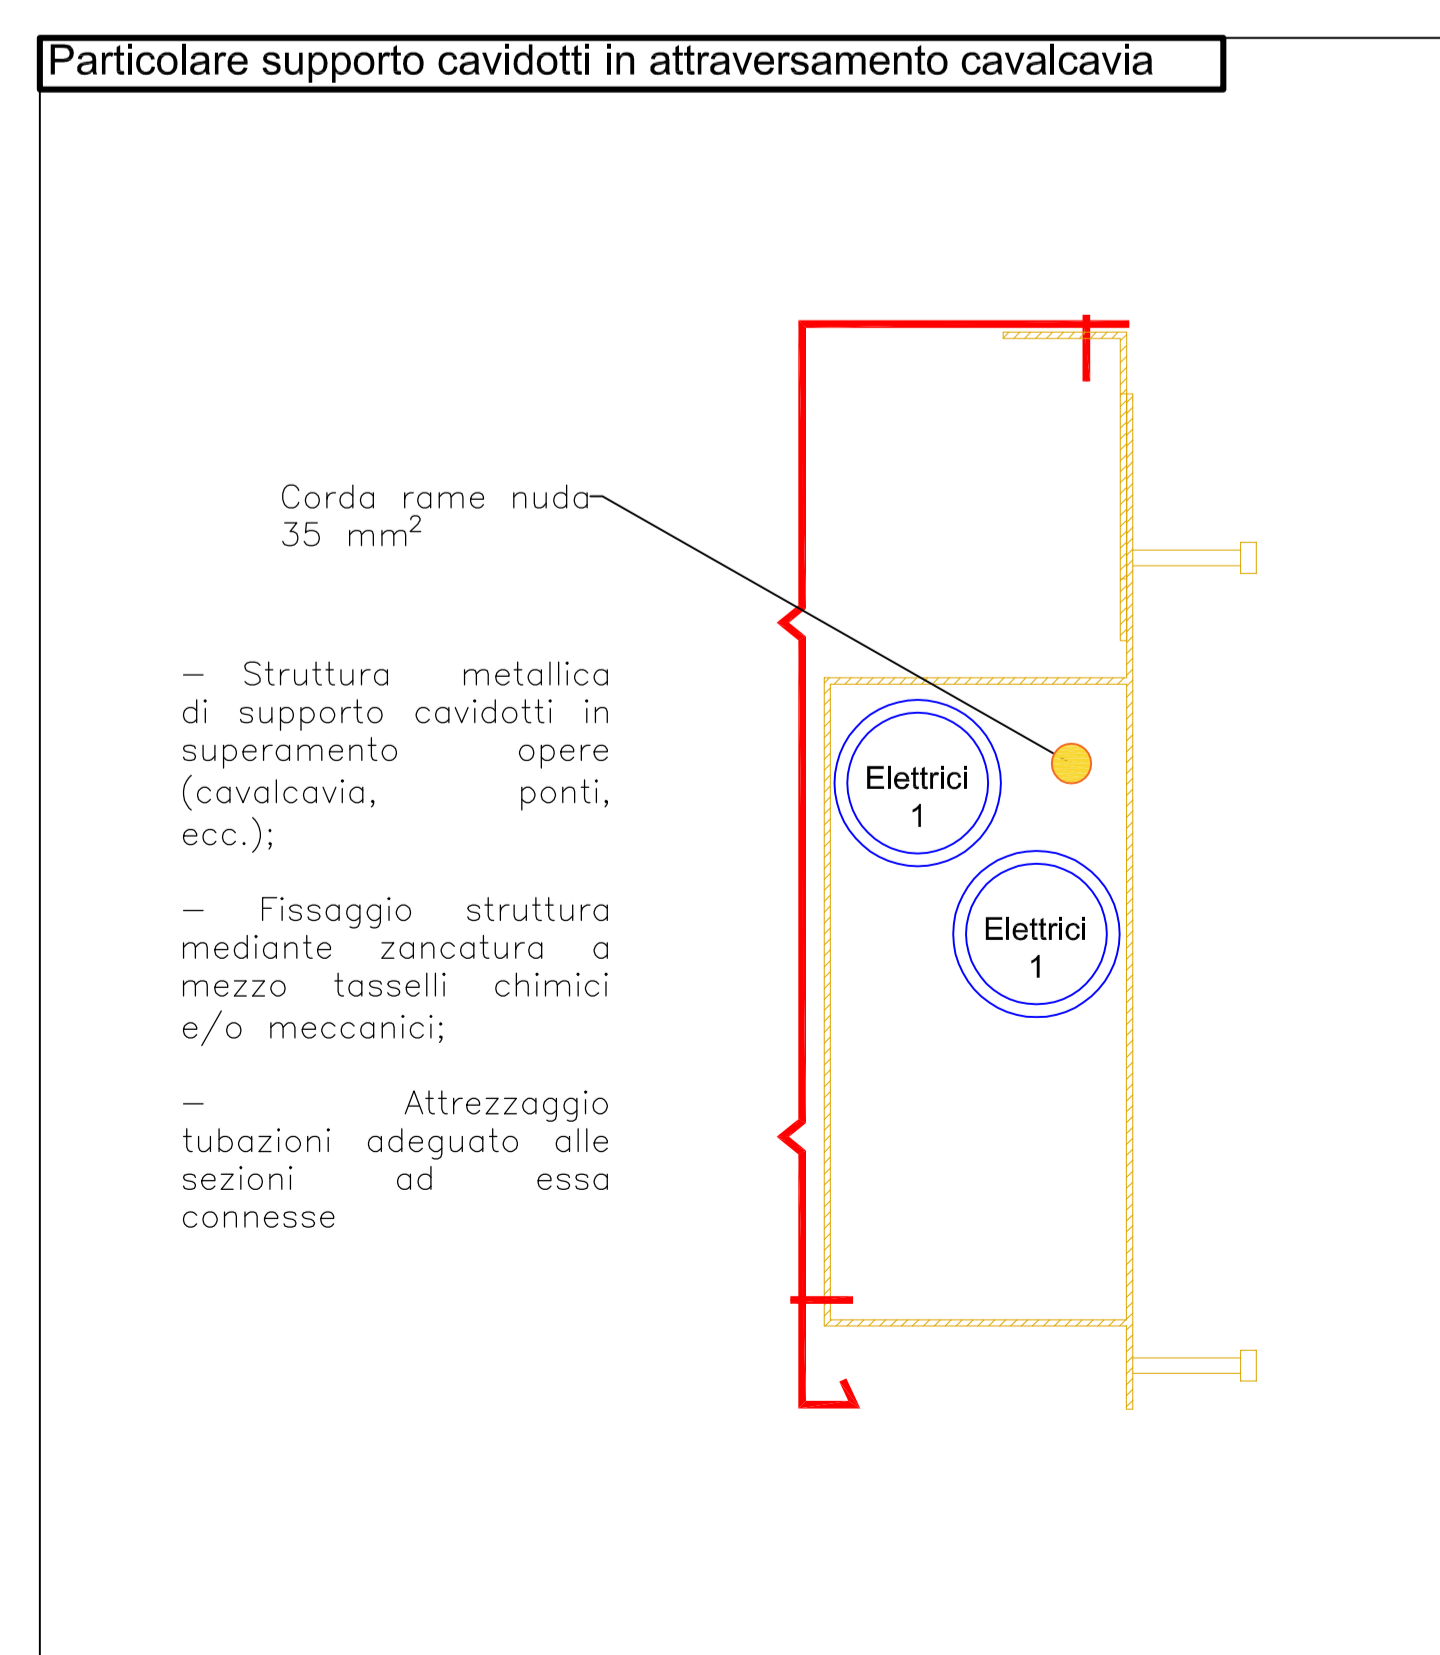 Particolare supporto cavidotti in attraversamento cavalcavia
Corda rame nuda
35 mm²
– Struttura metallica
di supporto cavidotti in
superamento opere
(cavalcavia, ponti,
ecc.);
– Fissaggio struttura
mediante zancatura a
mezzo tasselli chimici
e/o meccanici;
– Attrezzaggio
tubazioni adeguato alle
sezioni ad essa
connesse
Elettrici
1
Elettrici
1